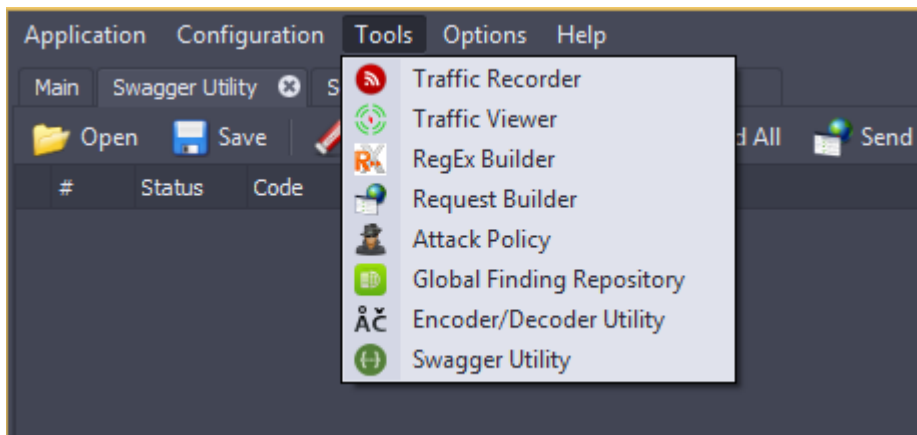 Application Configuration Tools Options Help
Main Swagger Utility S
Open Save d All Send
# Status Code
Traffic Recorder
Traffic Viewer
RegEx Builder
Request Builder
Attack Policy
Global Finding Repository
Encoder/Decoder Utility
Swagger Utility